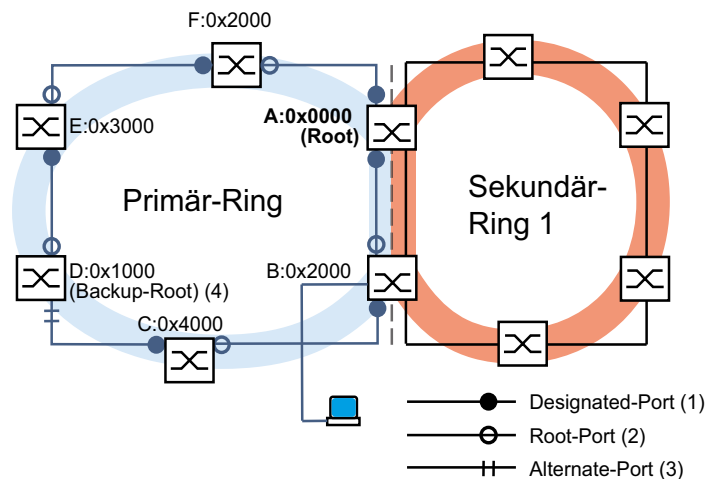 F:0x2000
A:0x0000
(Root)
E:0x3000
Primär-Ring
Sekundär-
Ring 1
D:0x1000
(Backup-Root) (4)
B:0x2000
C:0x4000
Designated-Port (1)
Root-Port (2)
Alternate-Port (3)